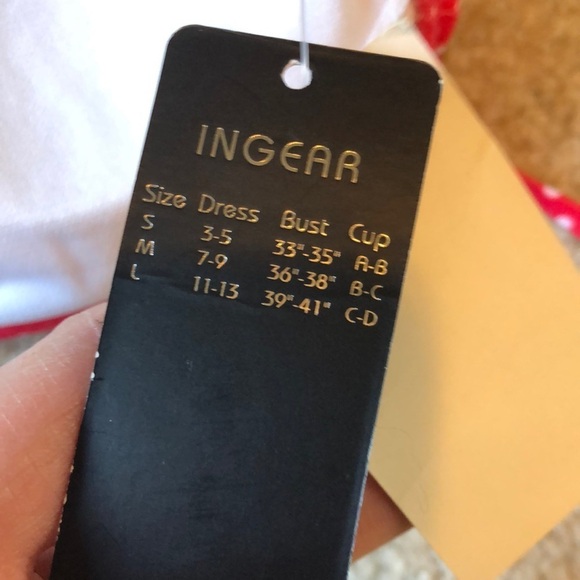 INGEAR
Size Dress Bust Cup
S 3-5 33"-35" A-B
M 7-9 36"-38" B-C
L 11-13 39"-41" C-D